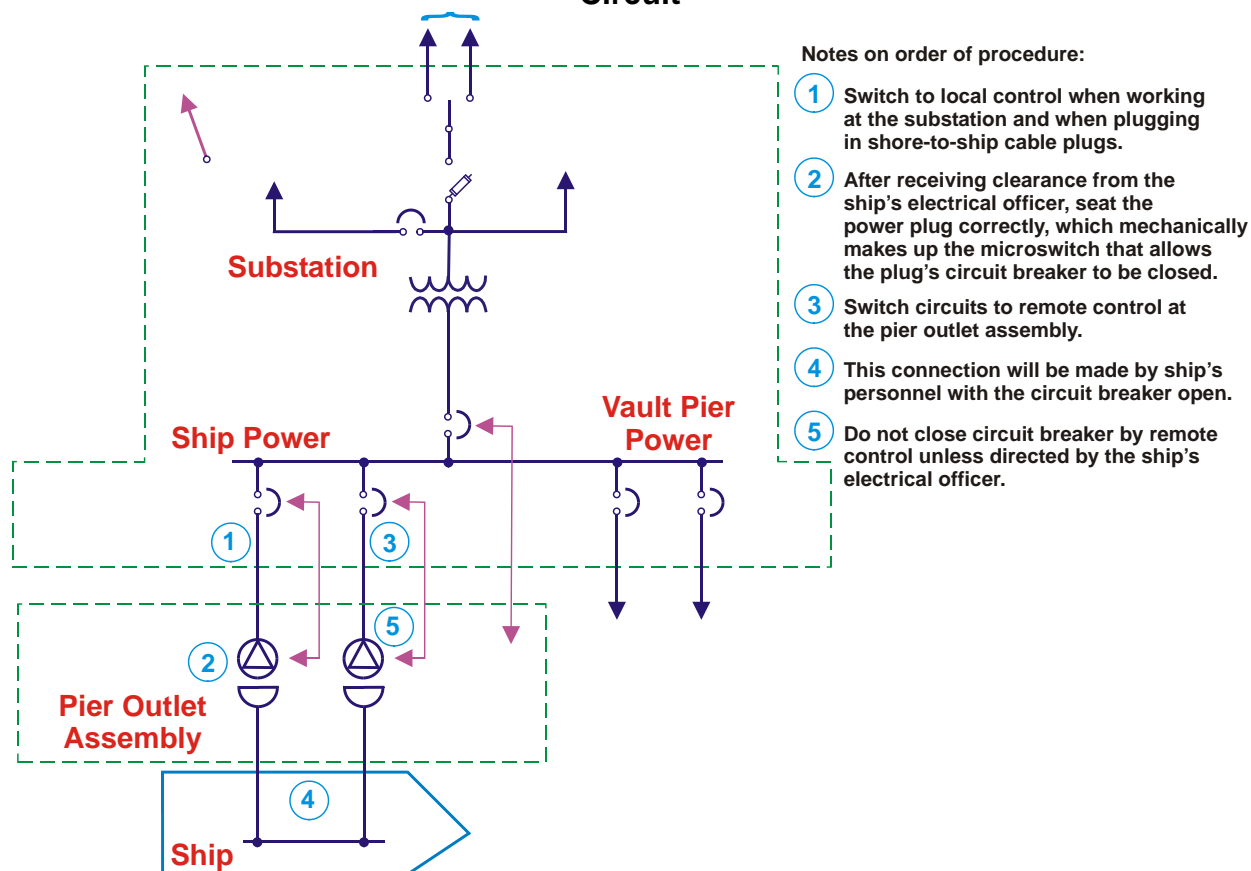 Circuit
Notes on order of procedure:
1 Switch to local control when working
at the substation and when plugging
in shore-to-ship cable plugs.
2 After receiving clearance from the
ship's electrical officer, seat the
power plug correctly, which mechanically
makes up the microswitch that allows
the plug's circuit breaker to be closed.
3 Switch circuits to remote control at
the pier outlet assembly.
4 This connection will be made by ship's
personnel with the circuit breaker open.
5 Do not close circuit breaker by remote
control unless directed by the ship's
electrical officer.
Substation
Ship Power
Vault Pier
Power
1
3
5
2
Pier Outlet
Assembly
4
Ship